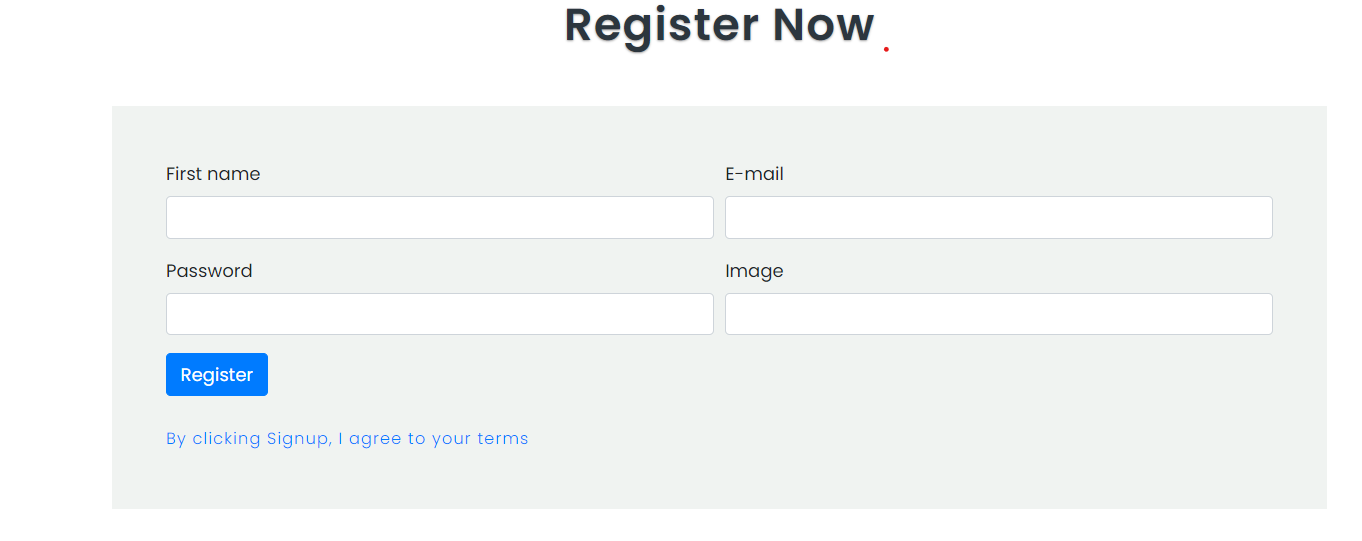 Register Now .
First name
E-mail
Password
Image
Register
By clicking Signup, I agree to your terms